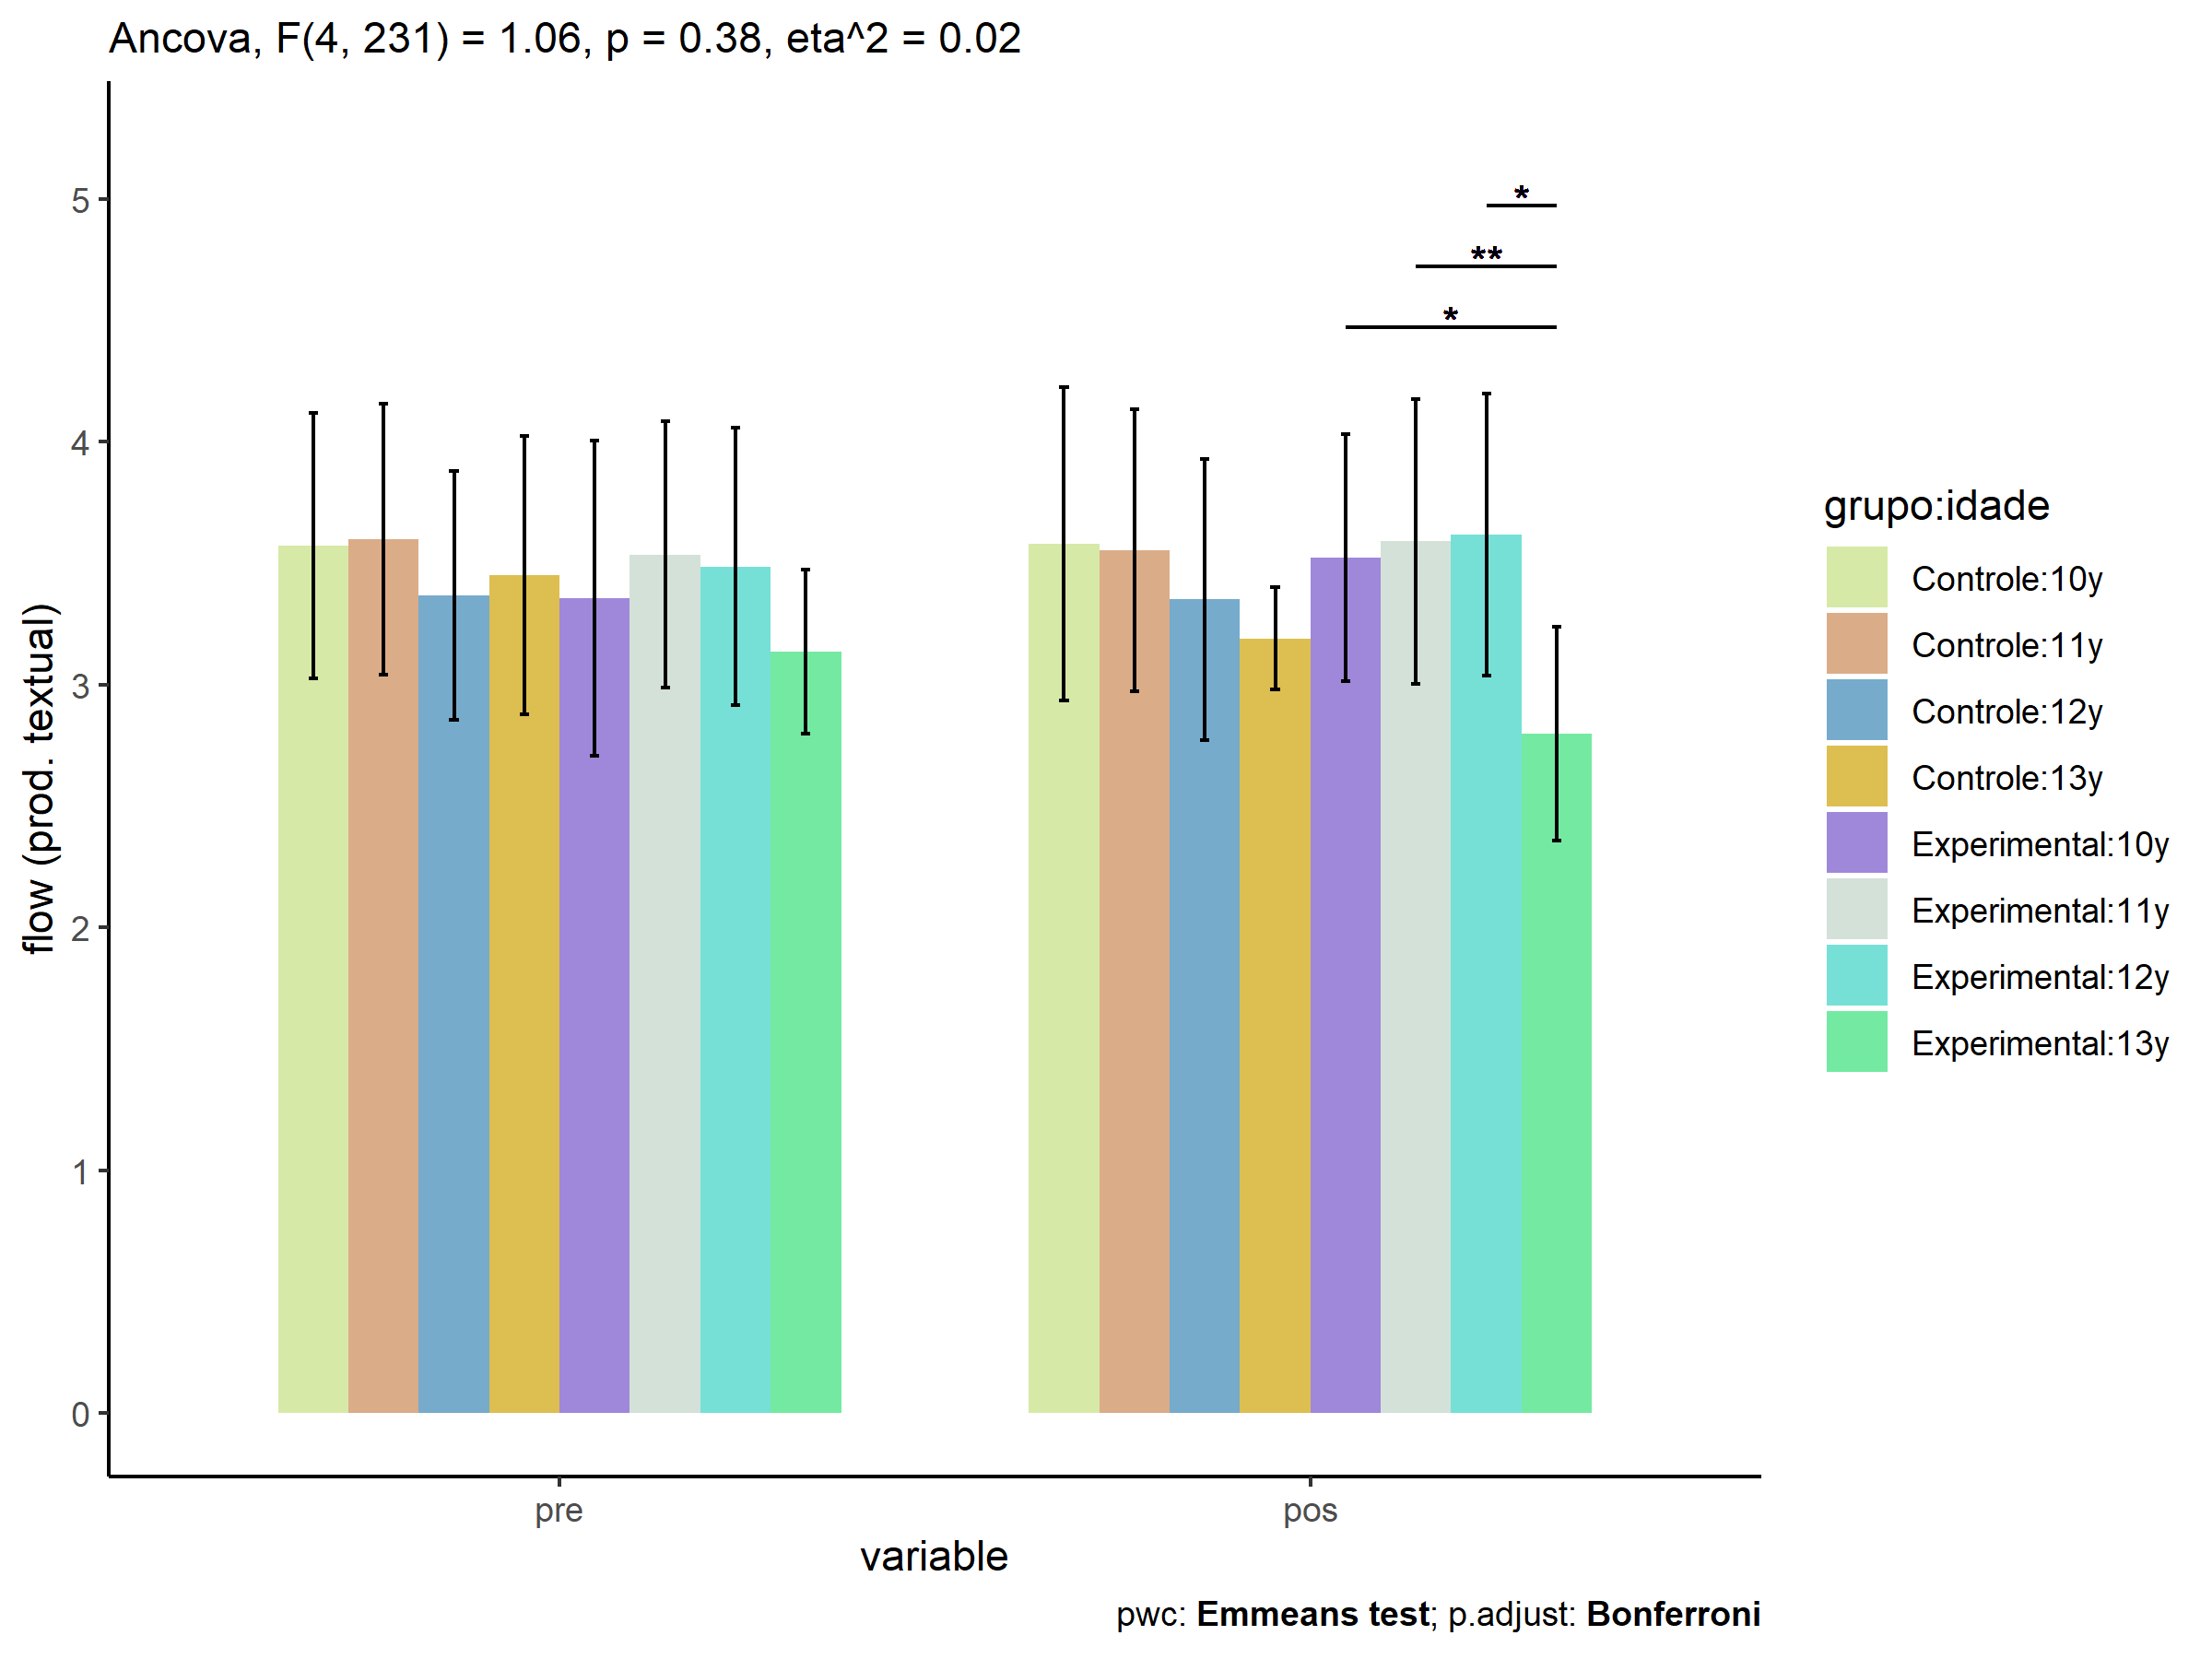 Ancova, F(4, 231) = 1.06, p = 0.38, eta^2 = 0.02
flow (prod. textual)
5
4
3
2
1
0
*
**
*
pre
pos
variable
grupo:idade
Controle:10y
Controle:11y
Controle:12y
Controle:13y
Experimental:10y
Experimental:11y
Experimental:12y
Experimental:13y
pwc: Emmeans test; p.adjust: Bonferroni